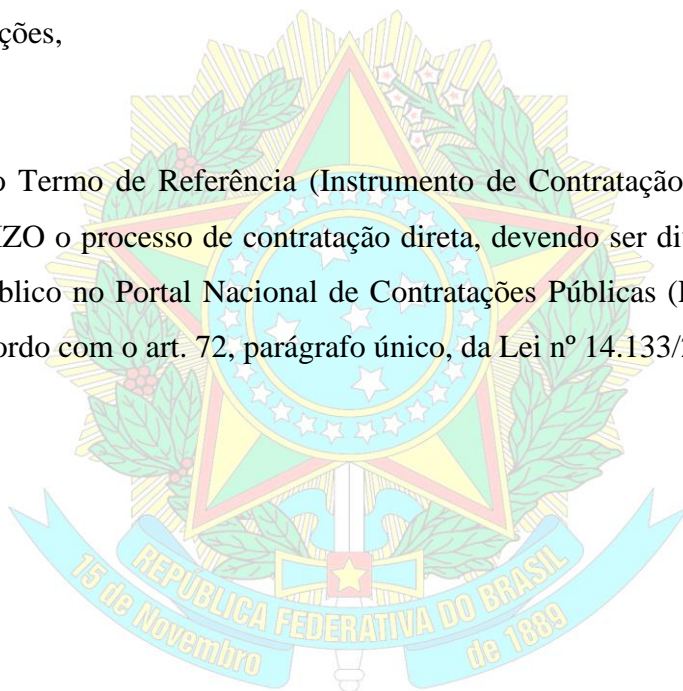 ções,
o Termo de Referência (Instrumento de Contratação
IZO o processo de contratação direta, devendo ser di
blico no Portal Nacional de Contratações Públicas (
ordo com o art. 72, parágrafo único, da Lei nº 14.133/
REPÚBLICA FEDERATIVA DO BRASIL
15 de Novembro de 1889